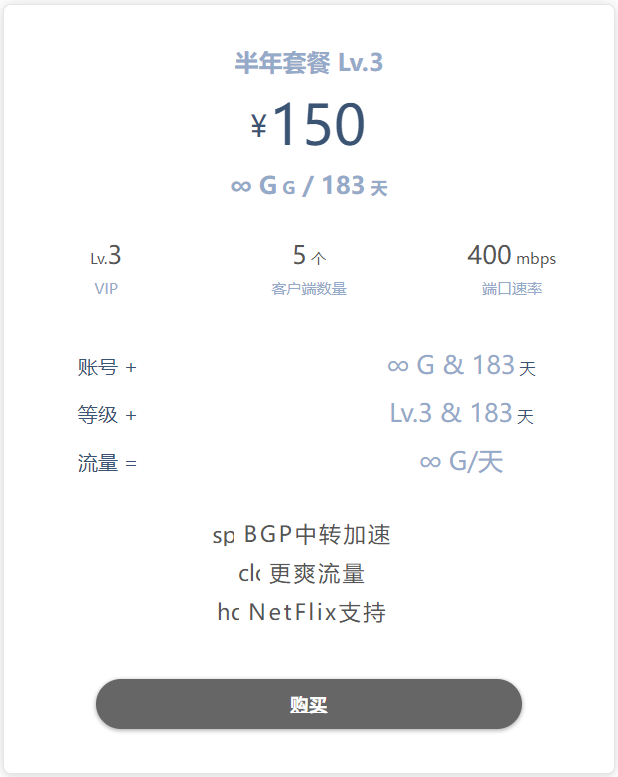 半年套餐 Lv.3
¥150
∞ G G / 183 天
Lv.3 5 个 400 mbps
VIP 客户端数量 端口速率
账号 + ∞ G & 183 天
等级 + Lv.3 & 183 天
流量 = ∞ G/天
sp BGP中转加速
clo 更爽流量
ho NetFlix支持
购买